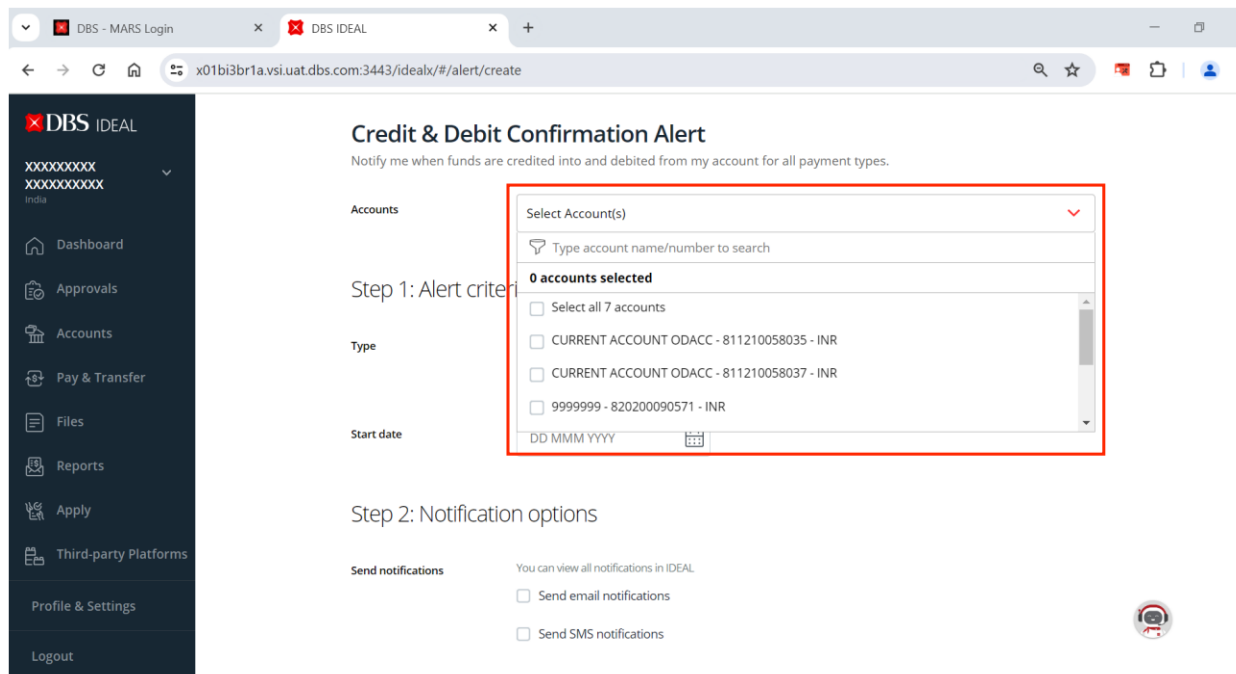 DBS - MARS Login
DBS IDEAL
x01bi3br1a.vsi.uat.dbs.com:3443/idealx/#/alert/create
DBS IDEAL
XXXXXXXXX
XXXXXXXXXX
India
Dashboard
Approvals
Accounts
Pay & Transfer
Files
Reports
Apply
Third-party Platforms
Profile & Settings
Logout
Credit & Debit Confirmation Alert
Notify me when funds are credited into and debited from my account for all payment types.
Accounts
Select Account(s)
Type account name/number to search
0 accounts selected
Select all 7 accounts
CURRENT ACCOUNT ODACC - 811210058035 - INR
CURRENT ACCOUNT ODACC - 811210058037 - INR
9999999 - 820200090571 - INR
Step 1: Alert criteri
Type
Start date
DD MMM YYYY
Step 2: Notification options
Send notifications
You can view all notifications in IDEAL
Send email notifications
Send SMS notifications